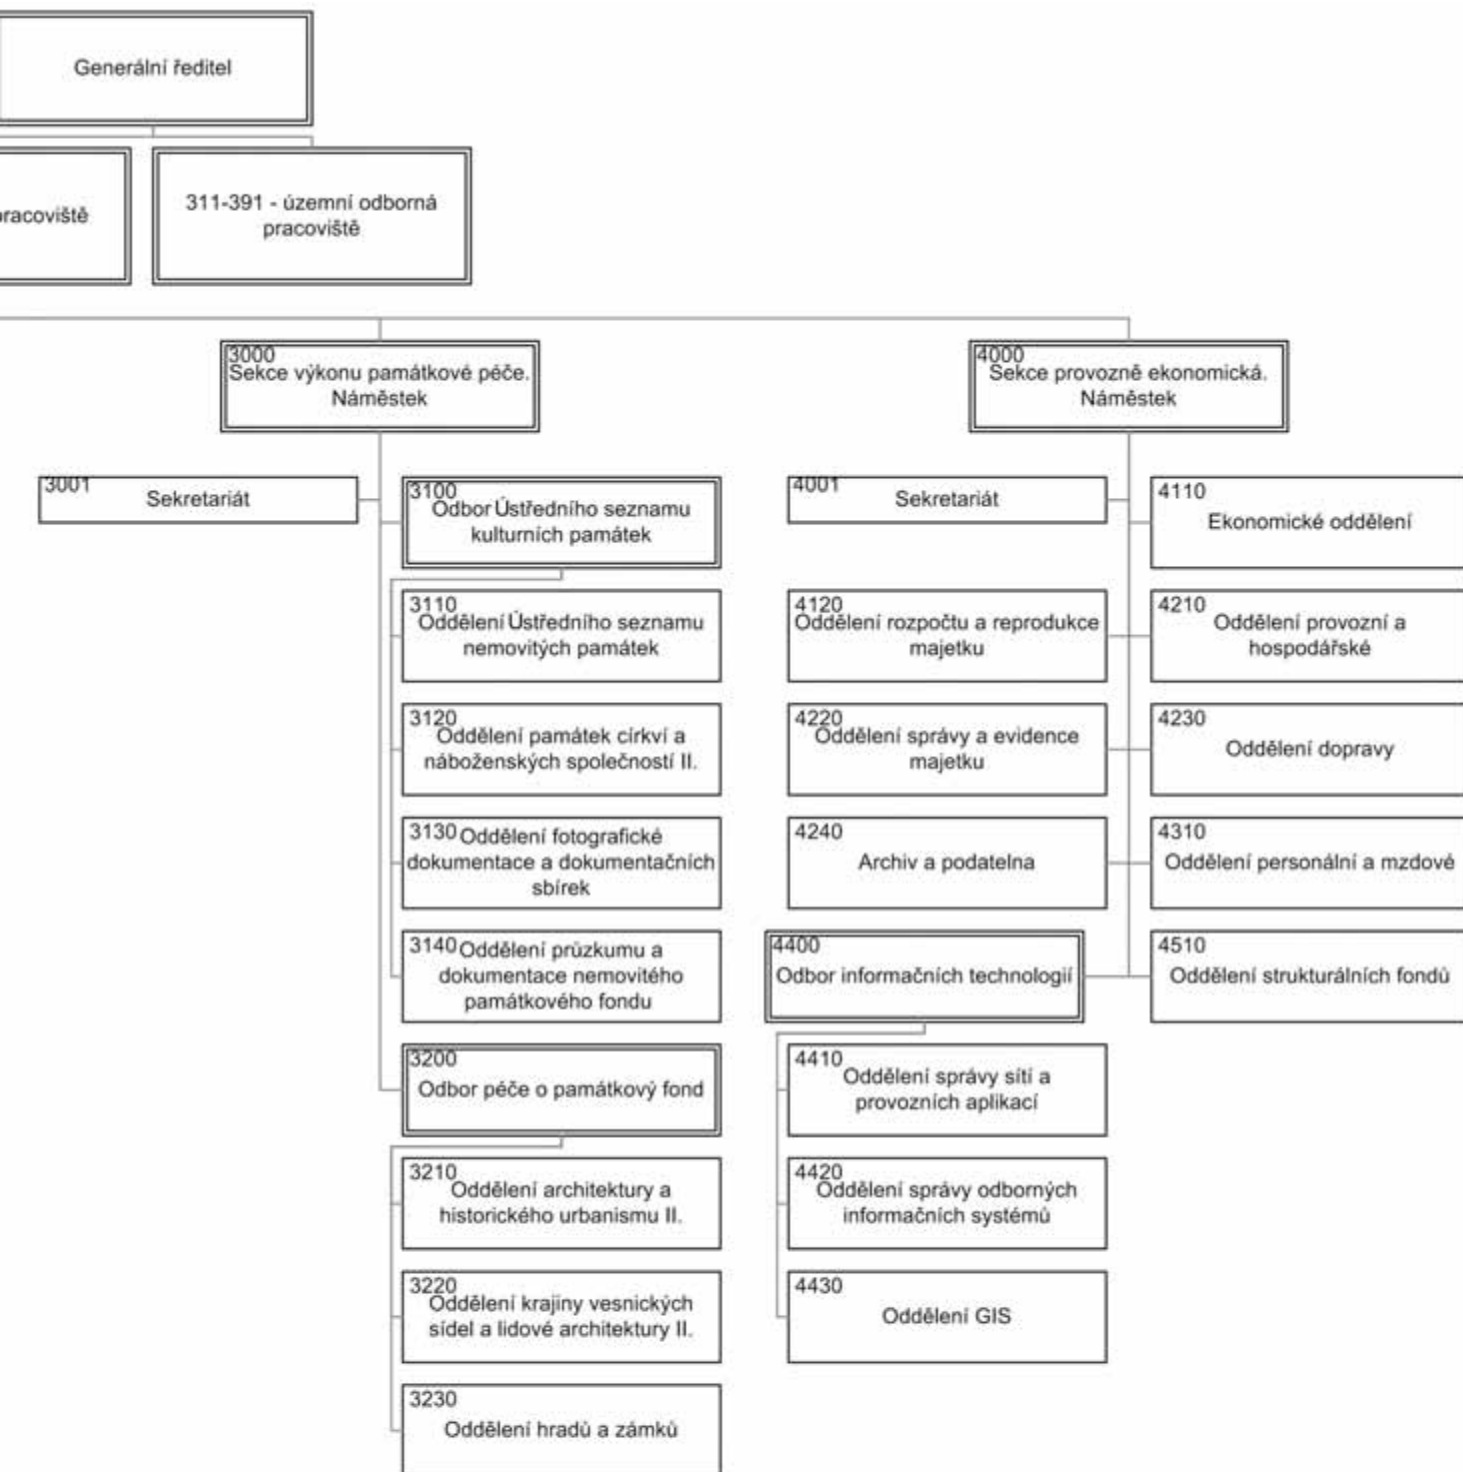 Generální ředitel
311-391 - územní odborná
pracoviště
3000
Sekce výkonu památkové péče.
Náměstek
4000
Sekce provozně ekonomická.
Náměstek
3001
Sekretariát
3100
Odbor Ústředního seznamu
kulturních památek
3110
Oddělení Ústředního seznamu
nemovitých památek
3120
Oddělení památek církví a
náboženských společností II.
3130 Oddělení fotografické
dokumentace a dokumentačních
sbírek
3140 Oddělení průzkumu a
dokumentace nemovitého
památkového fondu
3200
Odbor péče o památkový fond
3210
Oddělení architektury a
historického urbanismu II.
3220
Oddělení krajiny vesnických
sídel a lidové architektury II.
3230
Oddělení hradů a zámků
4001
Sekretariát
4110
Ekonomické oddělení
4120
Oddělení rozpočtu a reprodukce
majetku
4210
Oddělení provozní a
hospodářské
4220
Oddělení správy a evidence
majetku
4230
Oddělení dopravy
4240
Archiv a podatelna
4310
Oddělení personální a mzdové
4400
Odbor informačních technologií
4510
Oddělení strukturálních fondů
4410
Oddělení správy sítí a
provozních aplikací
4420
Oddělení správy odborných
informačních systémů
4430
Oddělení GIS